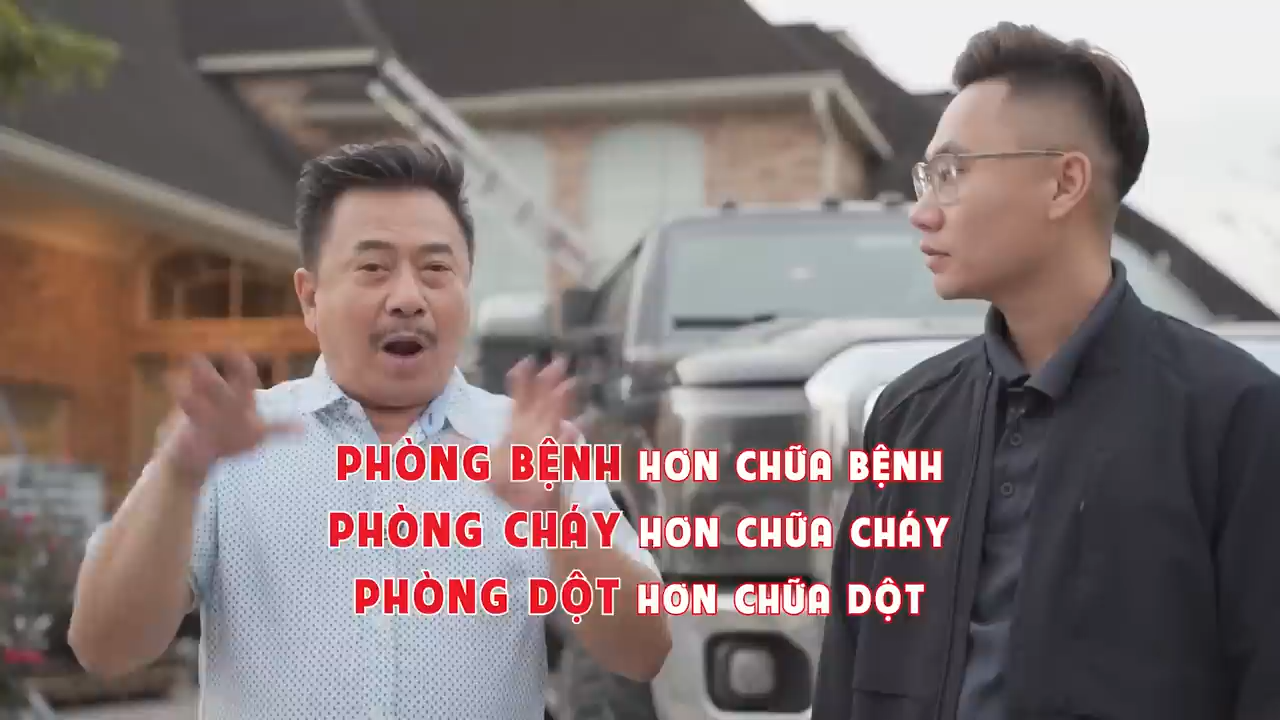 PHÒNG BỆNH HƠN CHỮA BỆNH
PHÒNG CHÁY HƠN CHỮA CHÁY
PHÒNG DỘT HƠN CHỮA DỘT